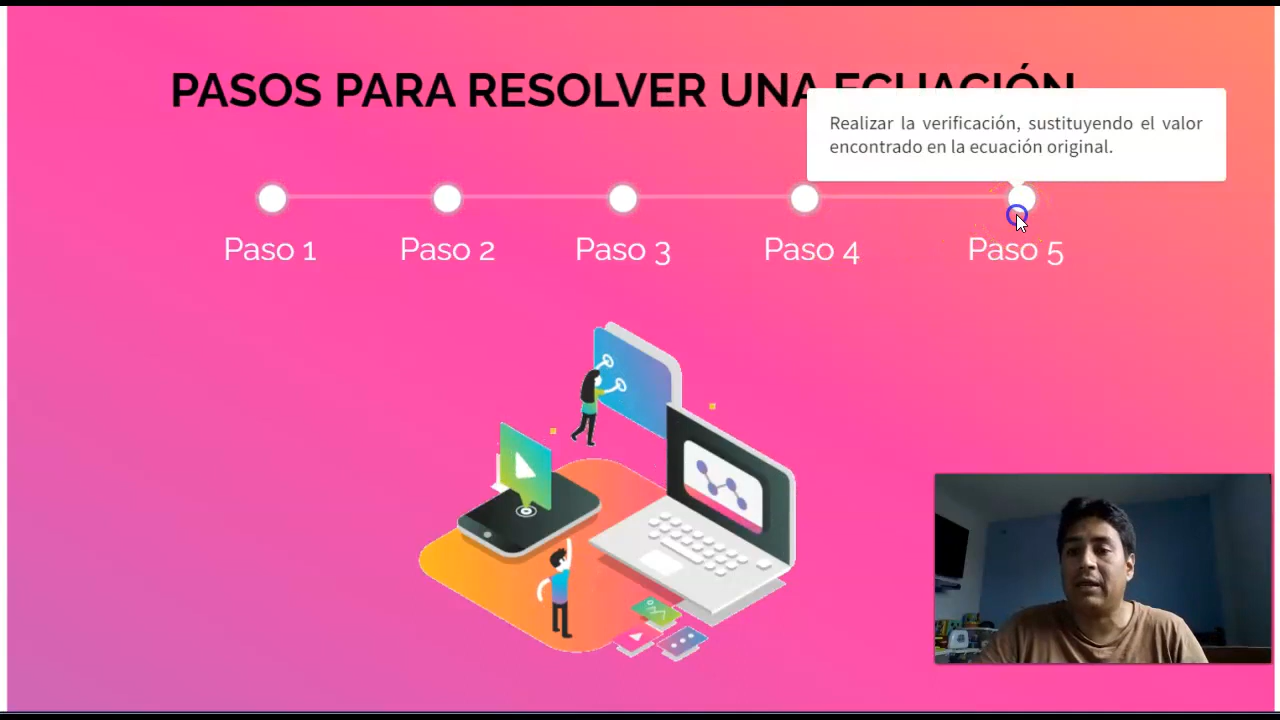 PASOS PARA RESOLVER UNA ECUACIÓN
Realizar la verificación, sustituyendo el valor
encontrado en la ecuación original.
Paso 1 Paso 2 Paso 3 Paso 4 Paso 5